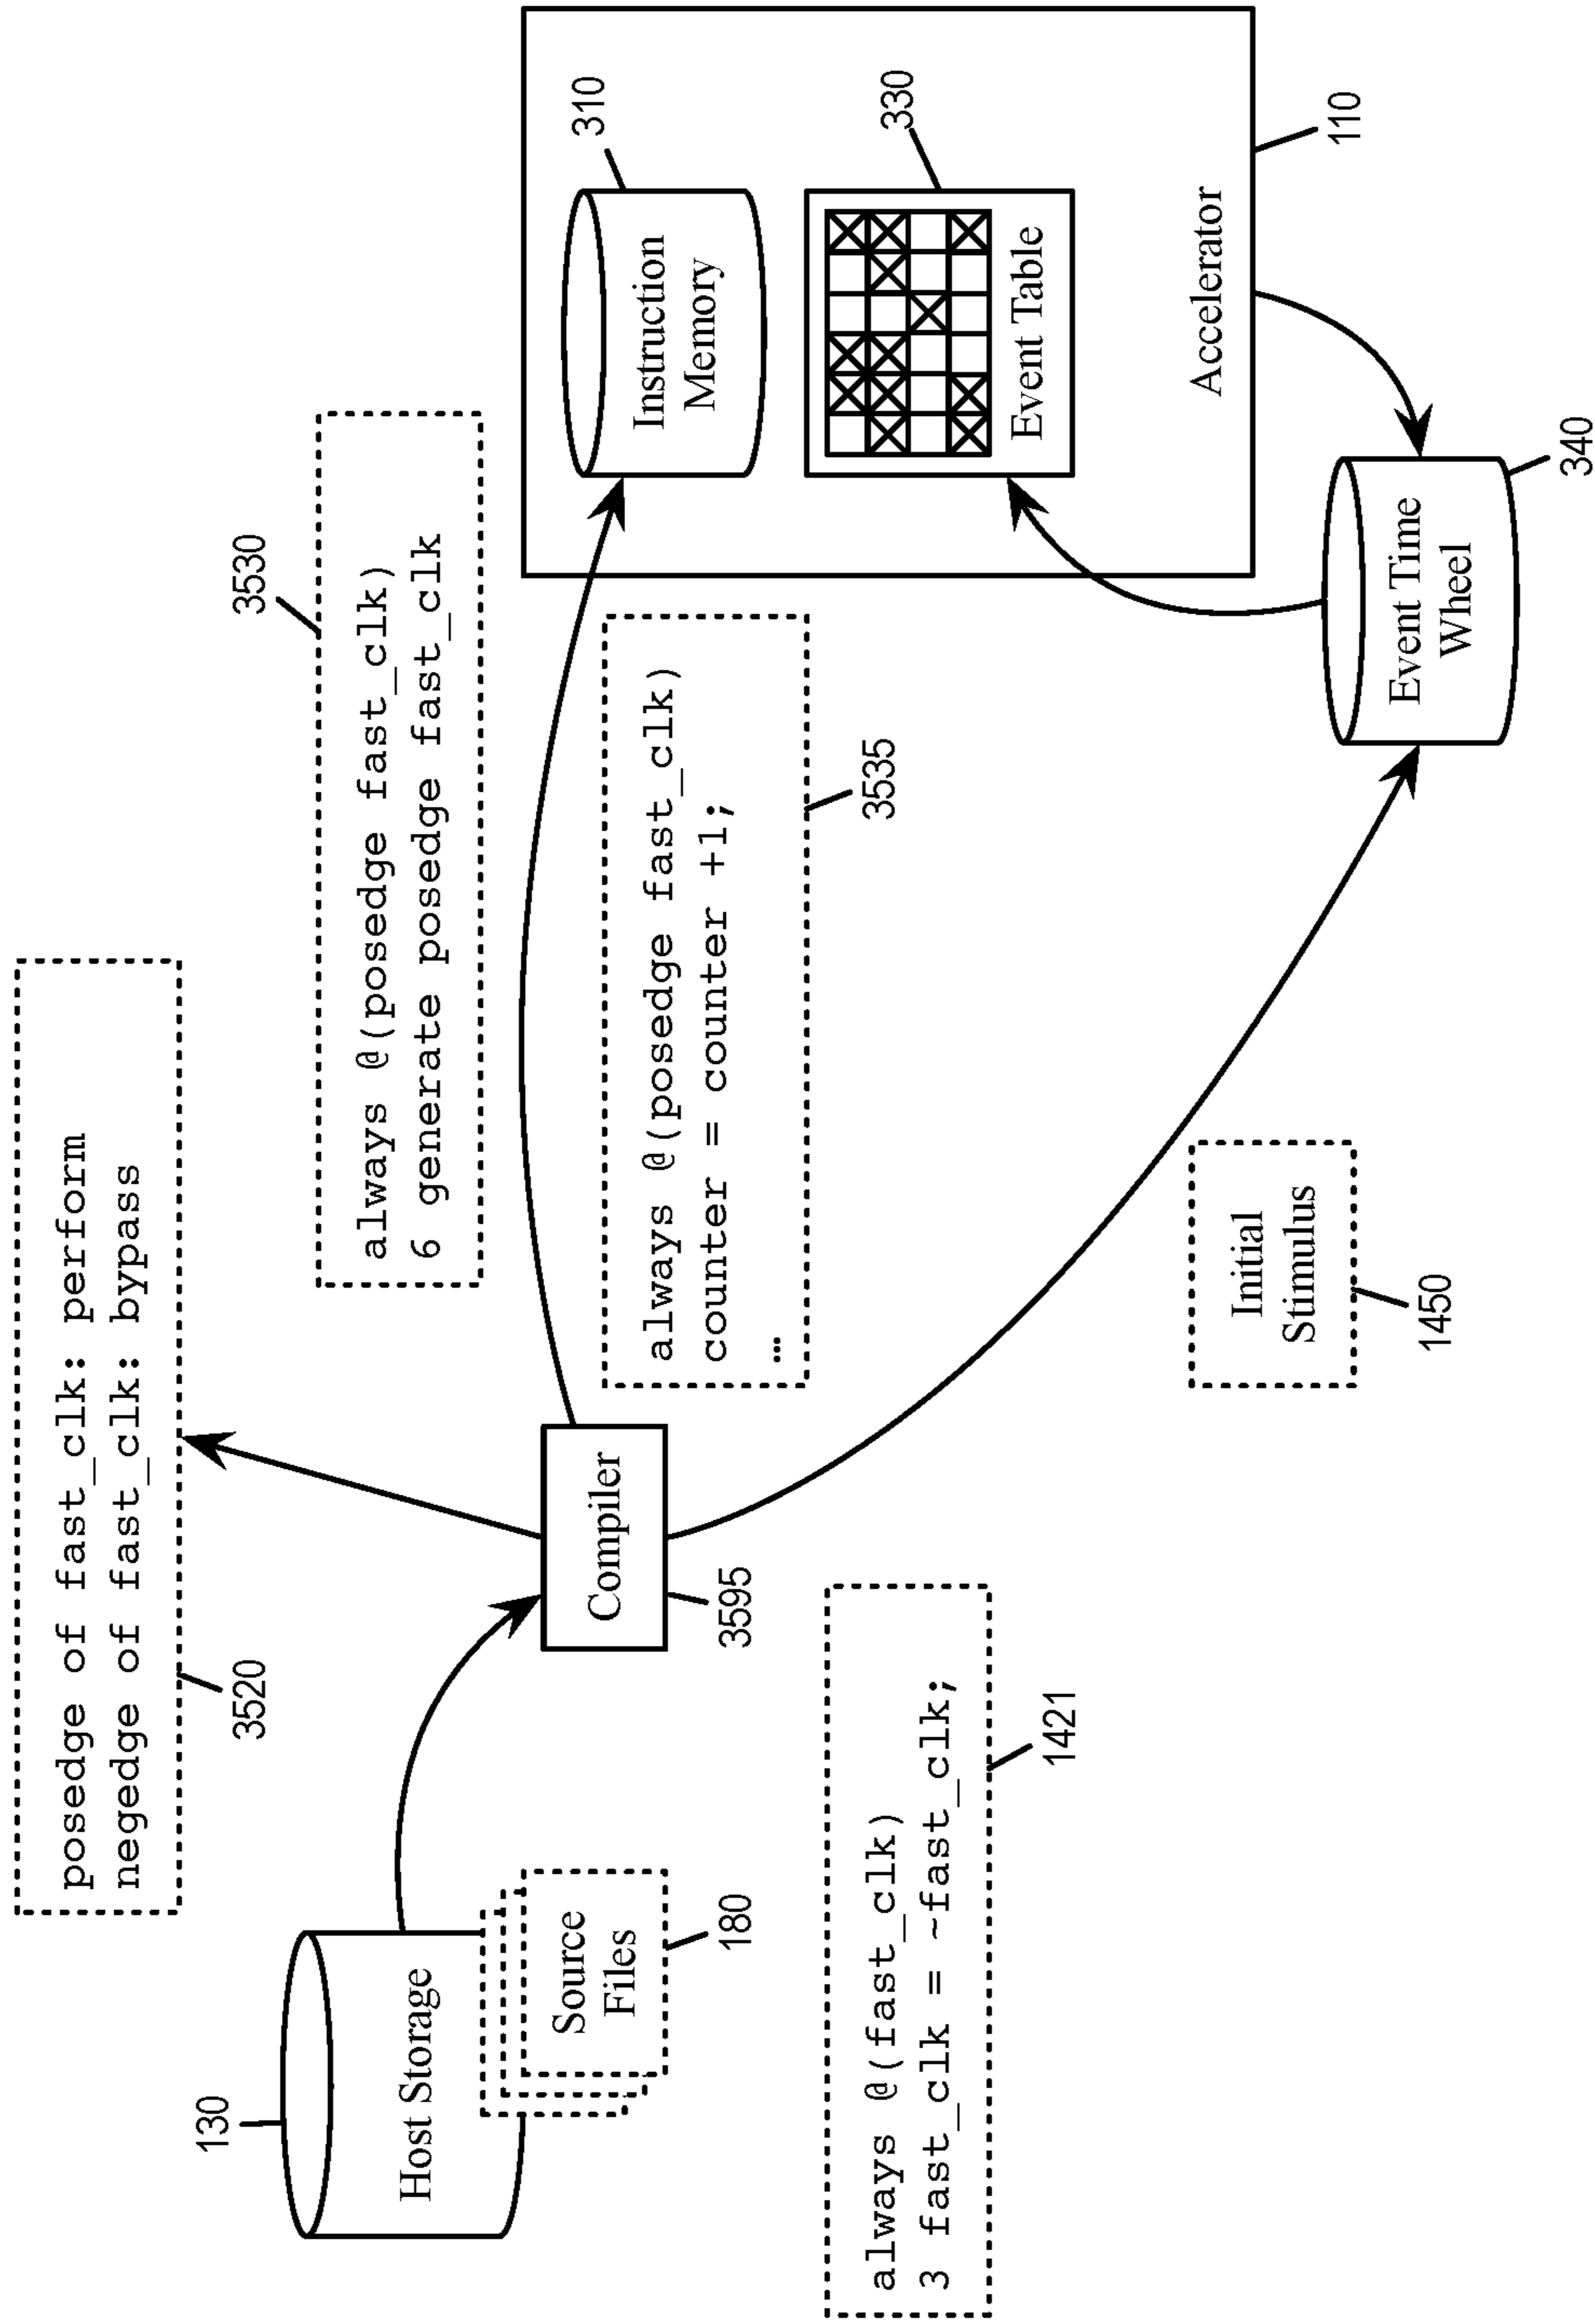 posedge of fast_clk: perform
negedge of fast_clk: bypass
3520
always @(posedge fast_clk)
6 generate posedge fast_clk
3530
130
Host Storage
Source
Files
180
Compiler
3595
always @(posedge fast_clk)
counter = counter +1;
...
3535
Instruction
Memory
310
Event Table
330
Accelerator
110
always @(fast_clk)
3 fast_clk = ~fast_clk;
1421
Initial
Stimulus
1450
Event Time
Wheel
340